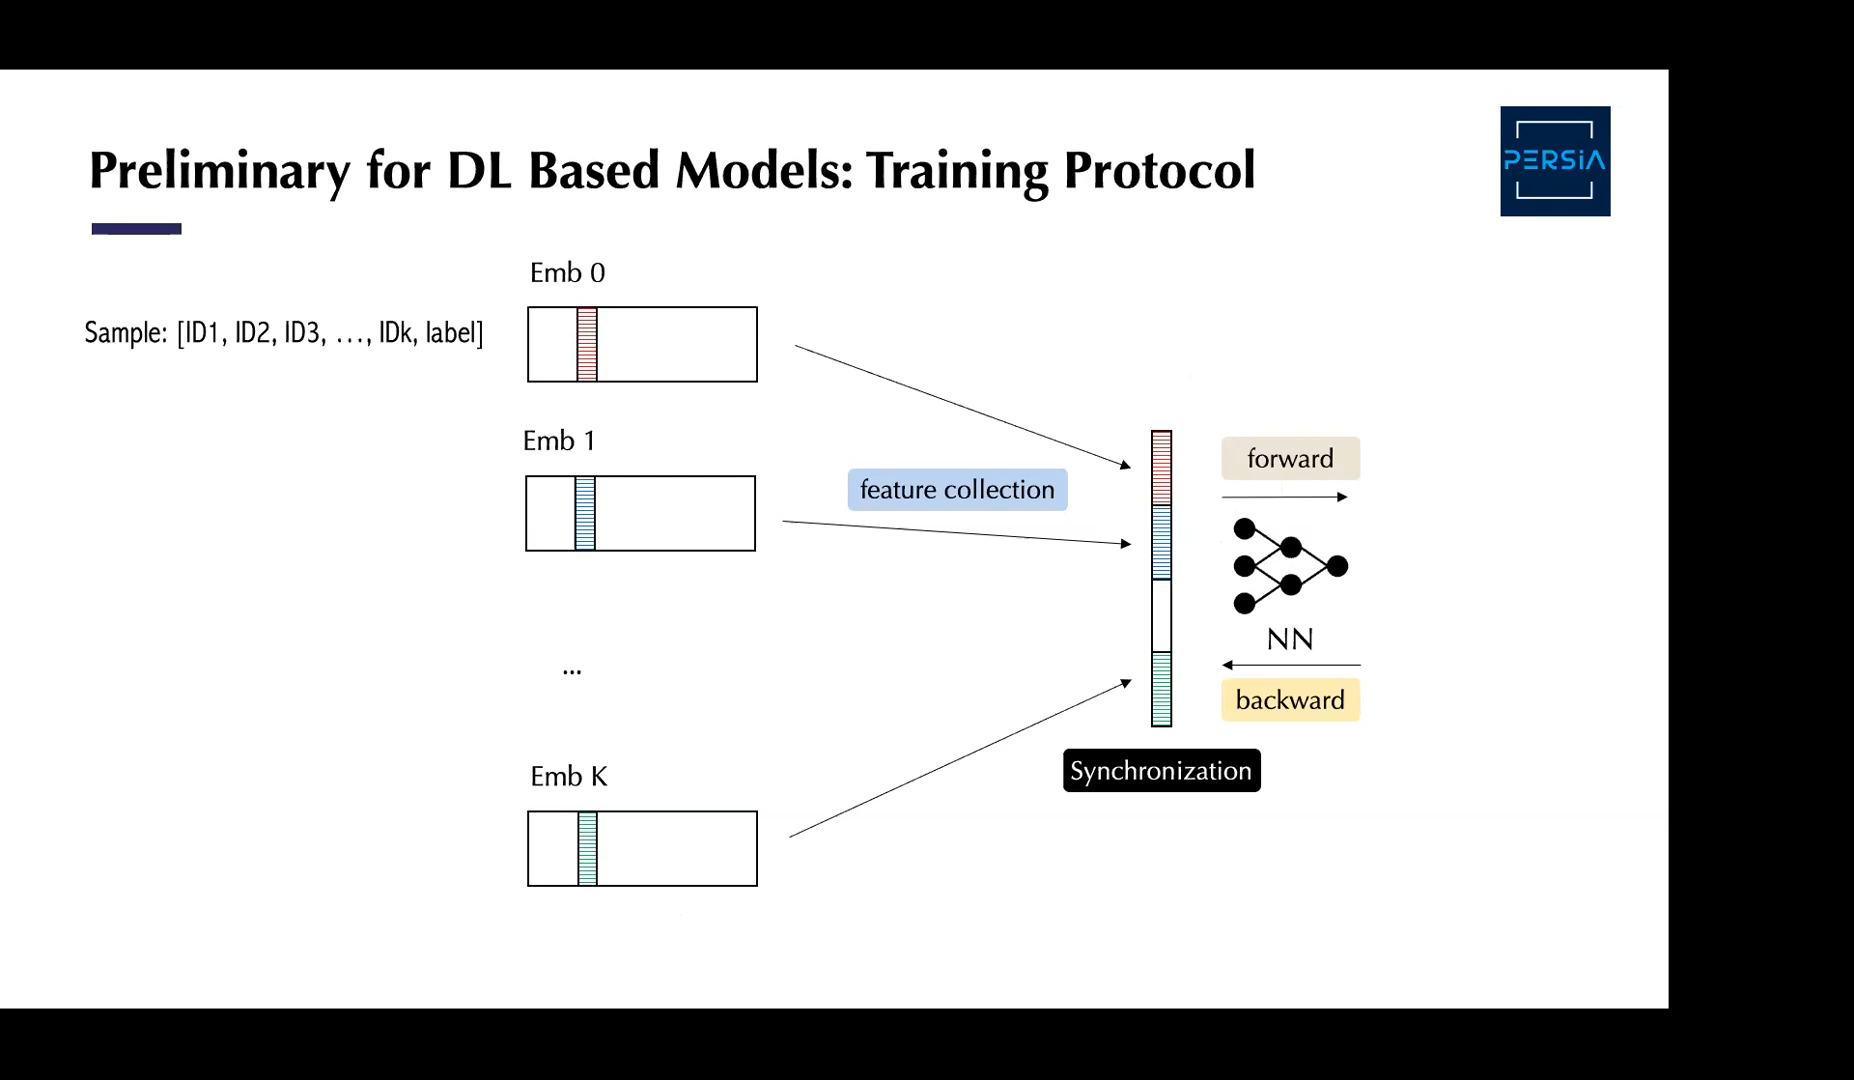 Preliminary for DL Based Models: Training Protocol
PERSiA
Emb 0
Sample: [ID1, ID2, ID3, ..., IDk, label]
Emb 1
feature collection
forward
NN
...
backward
Synchronization
Emb K